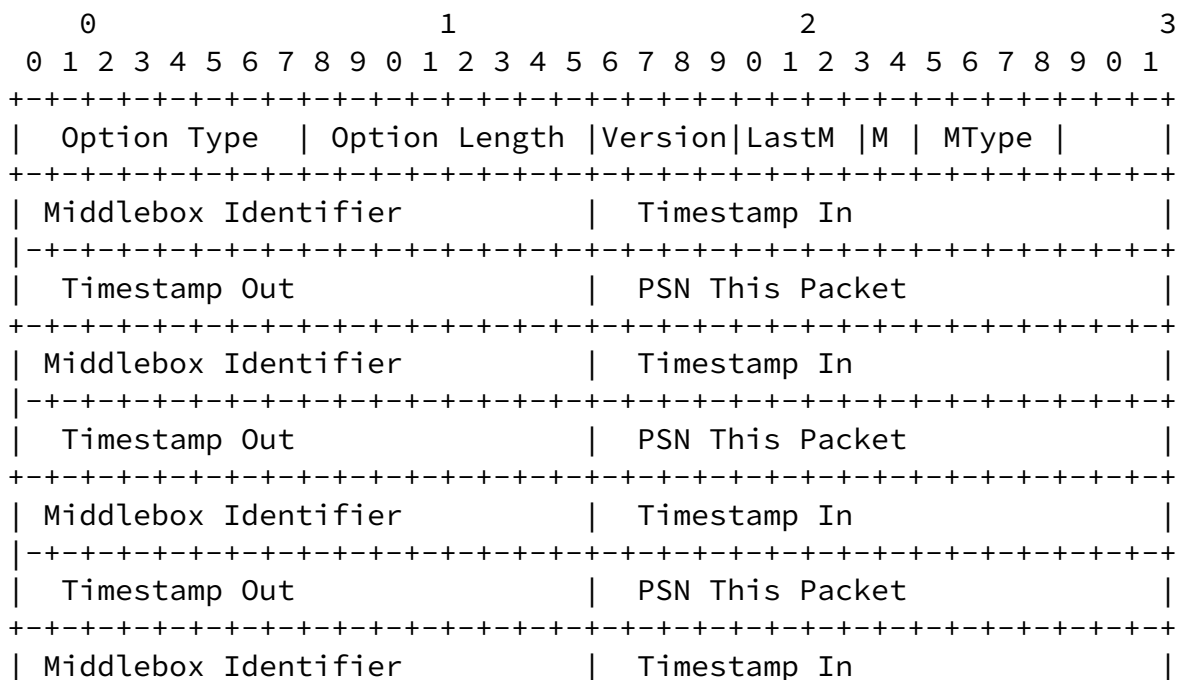 0                   1                   2                   3
 0 1 2 3 4 5 6 7 8 9 0 1 2 3 4 5 6 7 8 9 0 1 2 3 4 5 6 7 8 9 0 1
+-+-+-+-+-+-+-+-+-+-+-+-+-+-+-+-+-+-+-+-+-+-+-+-+-+-+-+-+-+-+-+-+
|  Option Type  | Option Length |Version|LastM |M | MType |     |
+-+-+-+-+-+-+-+-+-+-+-+-+-+-+-+-+-+-+-+-+-+-+-+-+-+-+-+-+-+-+-+-+
| Middlebox Identifier          |  Timestamp In                 |
|-+-+-+-+-+-+-+-+-+-+-+-+-+-+-+-+-+-+-+-+-+-+-+-+-+-+-+-+-+-+-+-+
|  Timestamp Out                |  PSN This Packet              |
+-+-+-+-+-+-+-+-+-+-+-+-+-+-+-+-+-+-+-+-+-+-+-+-+-+-+-+-+-+-+-+-+
| Middlebox Identifier          |  Timestamp In                 |
|-+-+-+-+-+-+-+-+-+-+-+-+-+-+-+-+-+-+-+-+-+-+-+-+-+-+-+-+-+-+-+-+
|  Timestamp Out                |  PSN This Packet              |
+-+-+-+-+-+-+-+-+-+-+-+-+-+-+-+-+-+-+-+-+-+-+-+-+-+-+-+-+-+-+-+-+
| Middlebox Identifier          |  Timestamp In                 |
|-+-+-+-+-+-+-+-+-+-+-+-+-+-+-+-+-+-+-+-+-+-+-+-+-+-+-+-+-+-+-+-+
|  Timestamp Out                |  PSN This Packet              |
+-+-+-+-+-+-+-+-+-+-+-+-+-+-+-+-+-+-+-+-+-+-+-+-+-+-+-+-+-+-+-+-+
| Middlebox Identifier          |  Timestamp In                 |